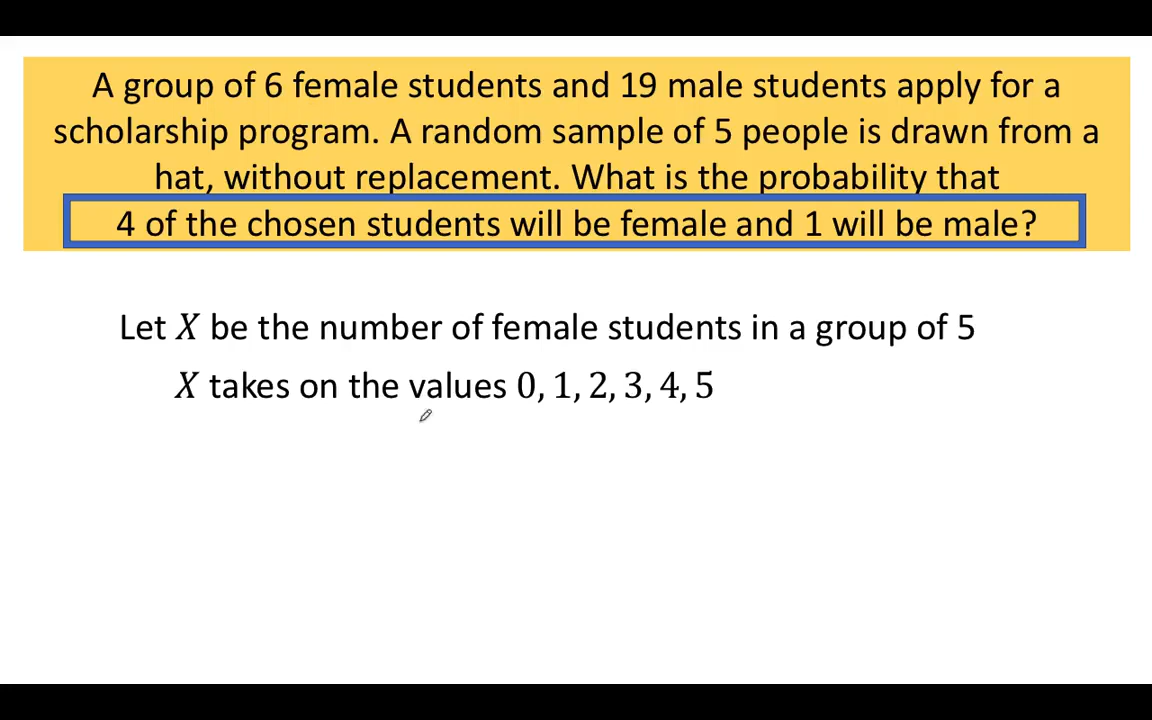 A group of 6 female students and 19 male students apply for a
scholarship program. A random sample of 5 people is drawn from a
hat, without replacement. What is the probability that
4 of the chosen students will be female and 1 will be male?
Let X be the number of female students in a group of 5
X takes on the values 0, 1, 2, 3, 4, 5